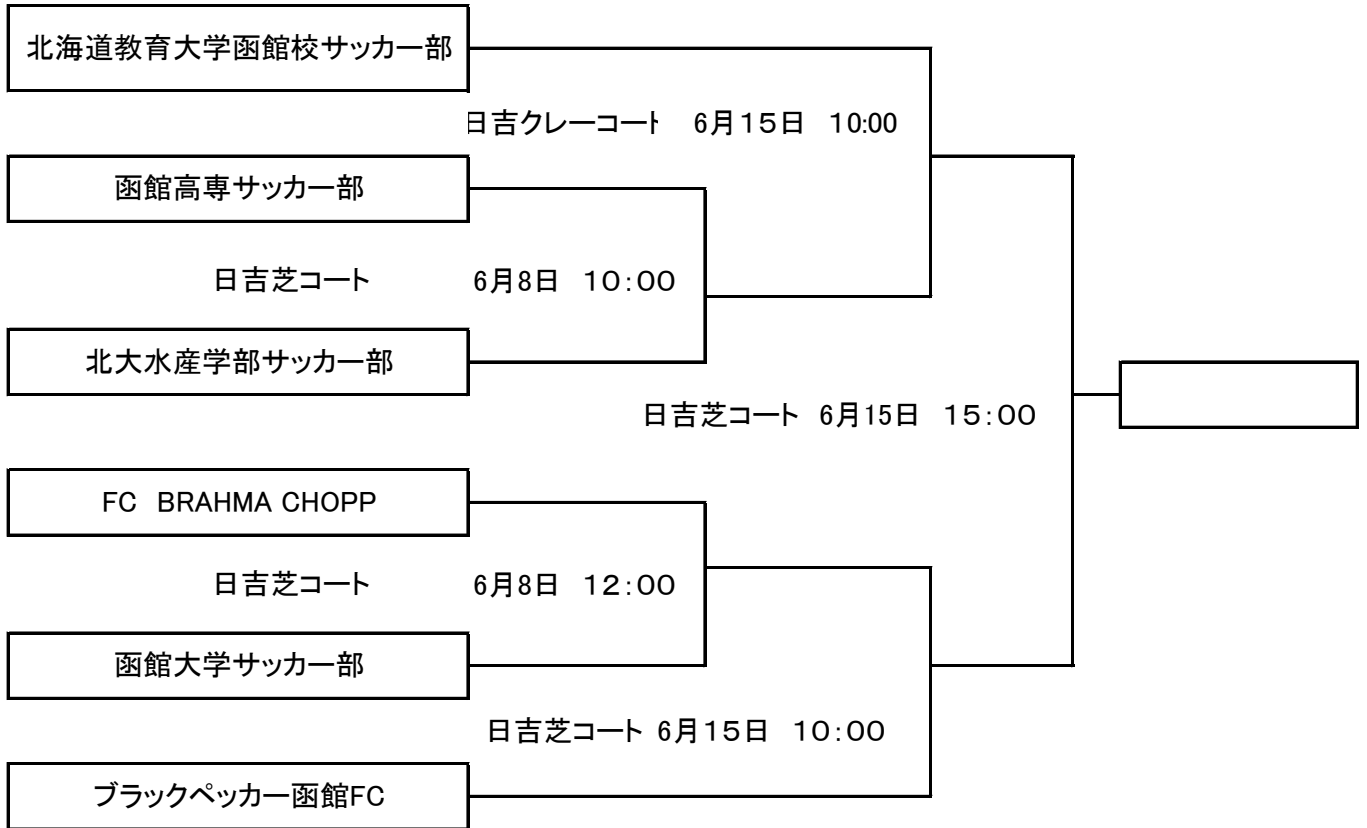 北海道教育大学函館校サッカー部
日吉クレーコート 6月15日 10:00
函館高専サッカー部
日吉芝コート 6月8日 10:00
北大水産学部サッカー部
日吉芝コート 6月15日 15:00
FC BRAHMA CHOPP
日吉芝コート 6月8日 12:00
函館大学サッカー部
日吉芝コート 6月15日 10:00
ブラックペッカー函館FC